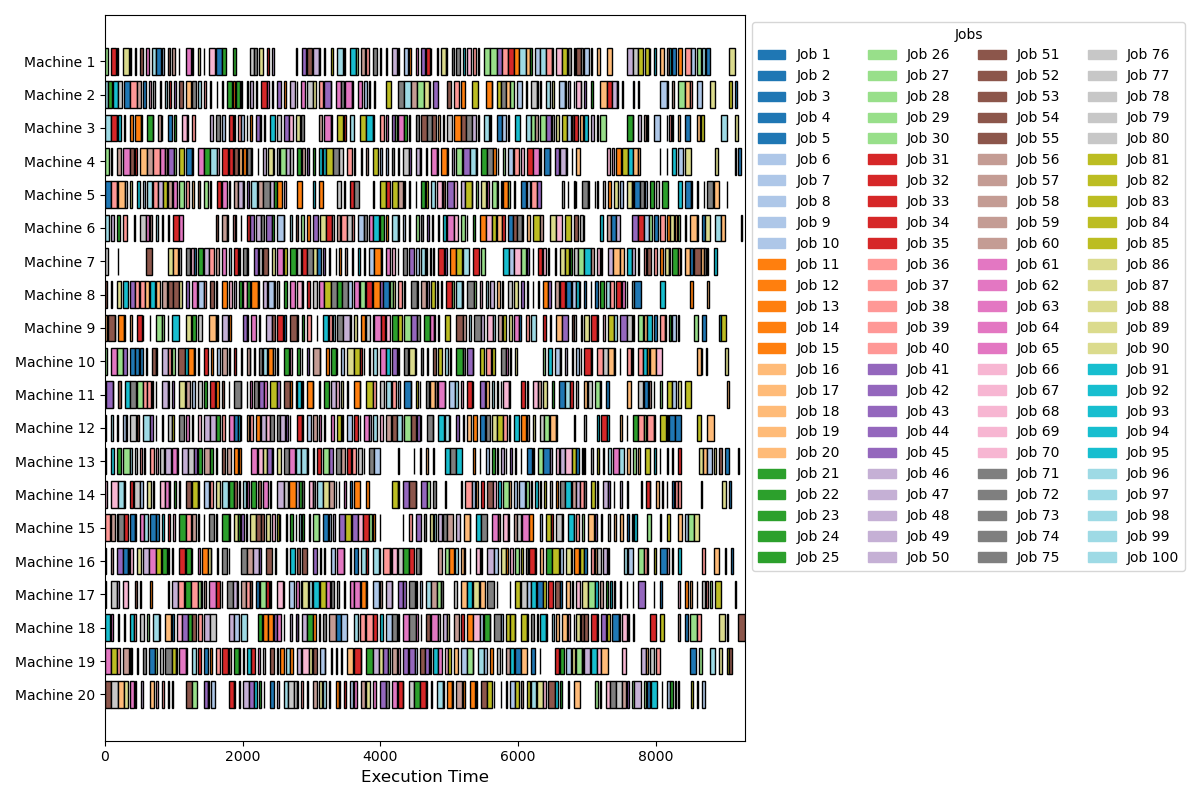 Machine 1
Machine 2
Machine 3
Machine 4
Machine 5
Machine 6
Machine 7
Machine 8
Machine 9
Machine 10
Machine 11
Machine 12
Machine 13
Machine 14
Machine 15
Machine 16
Machine 17
Machine 18
Machine 19
Machine 20
0 2000 4000 6000 8000
Execution Time
Jobs
Job 1 Job 26 Job 51 Job 76
Job 2 Job 27 Job 52 Job 77
Job 3 Job 28 Job 53 Job 78
Job 4 Job 29 Job 54 Job 79
Job 5 Job 30 Job 55 Job 80
Job 6 Job 31 Job 56 Job 81
Job 7 Job 32 Job 57 Job 82
Job 8 Job 33 Job 58 Job 83
Job 9 Job 34 Job 59 Job 84
Job 10 Job 35 Job 60 Job 85
Job 11 Job 36 Job 61 Job 86
Job 12 Job 37 Job 62 Job 87
Job 13 Job 38 Job 63 Job 88
Job 14 Job 39 Job 64 Job 89
Job 15 Job 40 Job 65 Job 90
Job 16 Job 41 Job 66 Job 91
Job 17 Job 42 Job 67 Job 92
Job 18 Job 43 Job 68 Job 93
Job 19 Job 44 Job 69 Job 94
Job 20 Job 45 Job 70 Job 95
Job 21 Job 46 Job 71 Job 96
Job 22 Job 47 Job 72 Job 97
Job 23 Job 48 Job 73 Job 98
Job 24 Job 49 Job 74 Job 99
Job 25 Job 50 Job 75 Job 100